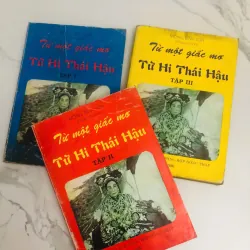 Từ một giấc mơ
Từ Hi Thái Hậu
TẬP I
Từ một giấc mơ
Từ Hi Thái Hậu
TẬP III
Từ một giấc mơ
Từ Hi Thái Hậu
TẬP II